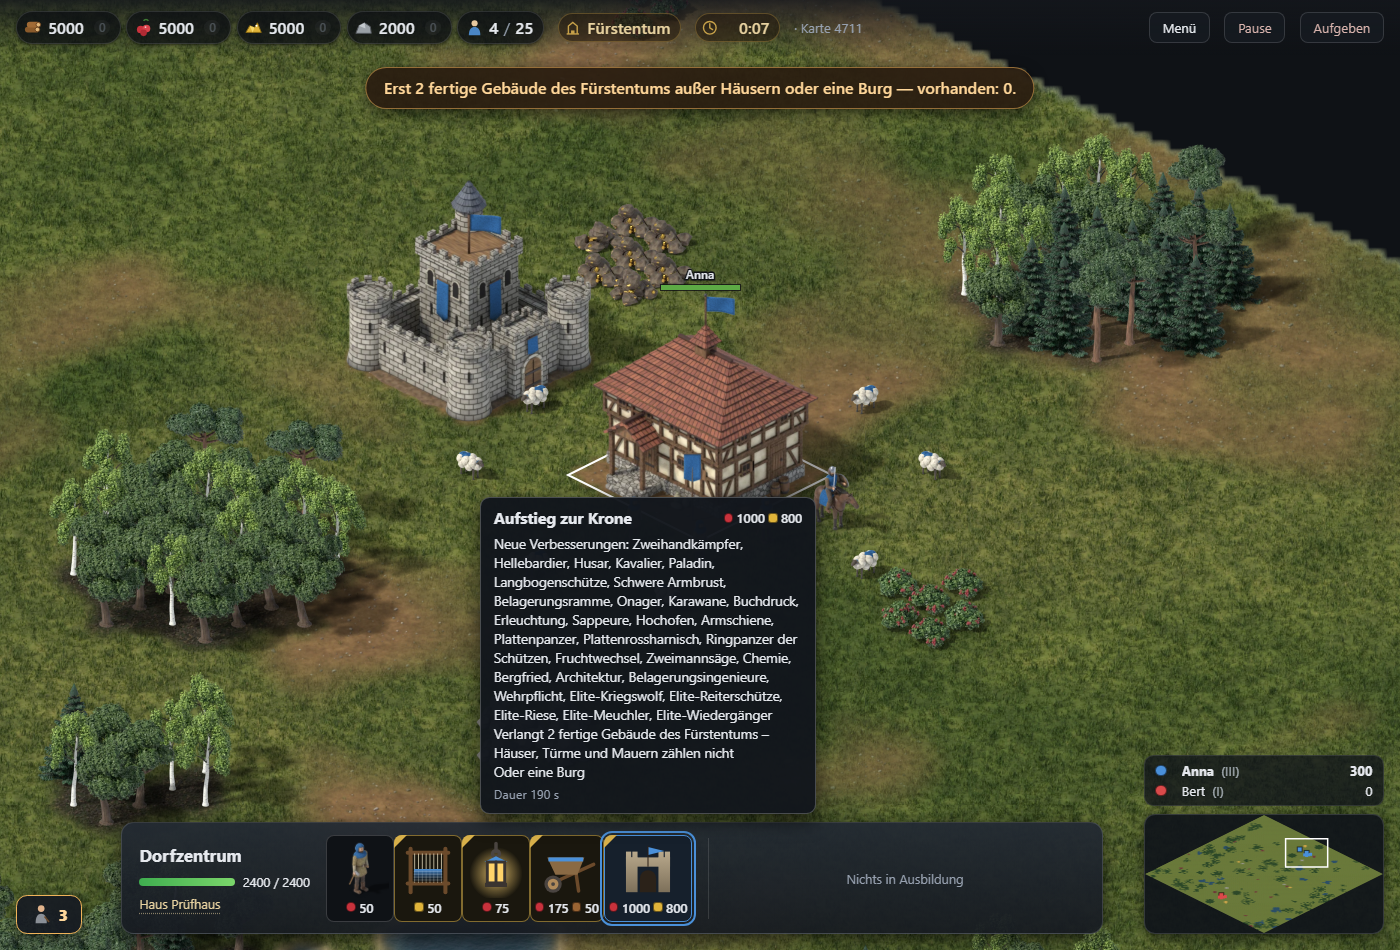 5000 0 5000 0 5000 0 2000 0 4 / 25 Fürstentum 0:07 · Karte 4711 Menü Pause Aufgeben
Erst 2 fertige Gebäude des Fürstentums außer Häusern oder eine Burg — vorhanden: 0.
Anna
Aufstieg zur Krone 1000 800
Neue Verbesserungen: Zweihandkämpfer,
Hellebardier, Husar, Kavalier, Paladin,
Langbogenschütze, Schwere Armbrust,
Belagerungsramme, Onager, Karawane, Buchdruck,
Erleuchtung, Sappeure, Hochofen, Armschiene,
Plattenpanzer, Plattenrossharnisch, Ringpanzer der
Schützen, Fruchtwechsel, Zweimannsäge, Chemie,
Bergfried, Architektur, Belagerungsingenieure,
Wehrpflicht, Elite-Kriegswolf, Elite-Reiterschütze,
Elite-Riese, Elite-Meuchler, Elite-Wiedergänger
Verlangt 2 fertige Gebäude des Fürstentums –
Häuser, Türme und Mauern zählen nicht
Oder eine Burg
Dauer 190 s
Anna (III) 300
Bert (I) 0
Dorfzentrum
2400 / 2400
Haus Prüfhaus
50 50 75 175 50 1000 800
Nichts in Ausbildung
3